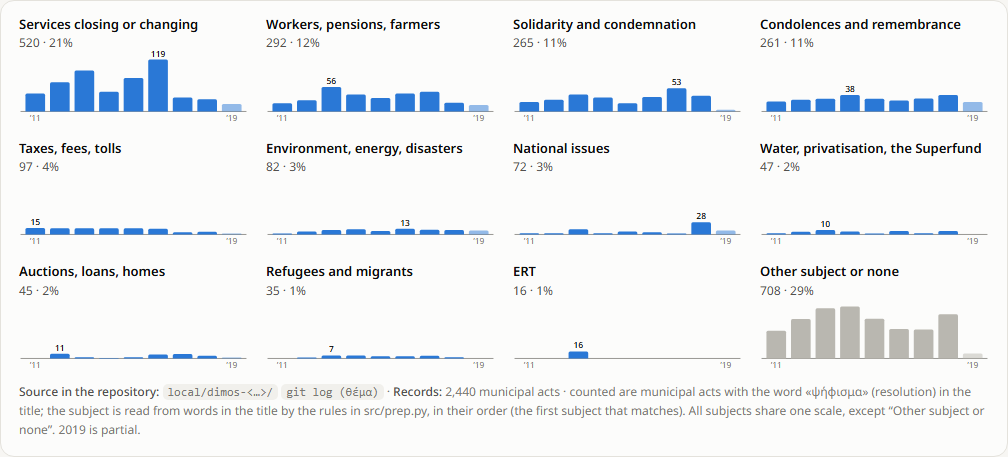 Services closing or changing
520 · 21%
119
'11
'19
Workers, pensions, farmers
292 · 12%
56
'11
'19
Solidarity and condemnation
265 · 11%
53
'11
'19
Condolences and remembrance
261 · 11%
38
'11
'19
Taxes, fees, tolls
97 · 4%
15
'11
'19
Environment, energy, disasters
82 · 3%
13
'11
'19
National issues
72 · 3%
28
'11
'19
Water, privatisation, the Superfund
47 · 2%
10
'11
'19
Auctions, loans, homes
45 · 2%
11
'11
'19
Refugees and migrants
35 · 1%
7
'11
'19
ERT
16 · 1%
16
'11
'19
Other subject or none
708 · 29%
'11
'19
Source in the repository: local/dimos-<…>/ git log (θέμα) · Records: 2,440 municipal acts · counted are municipal acts with the word «ψήφισμα» (resolution) in the
title; the subject is read from words in the title by the rules in src/prep.py, in their order (the first subject that matches). All subjects share one scale, except “Other subject or
none”. 2019 is partial.